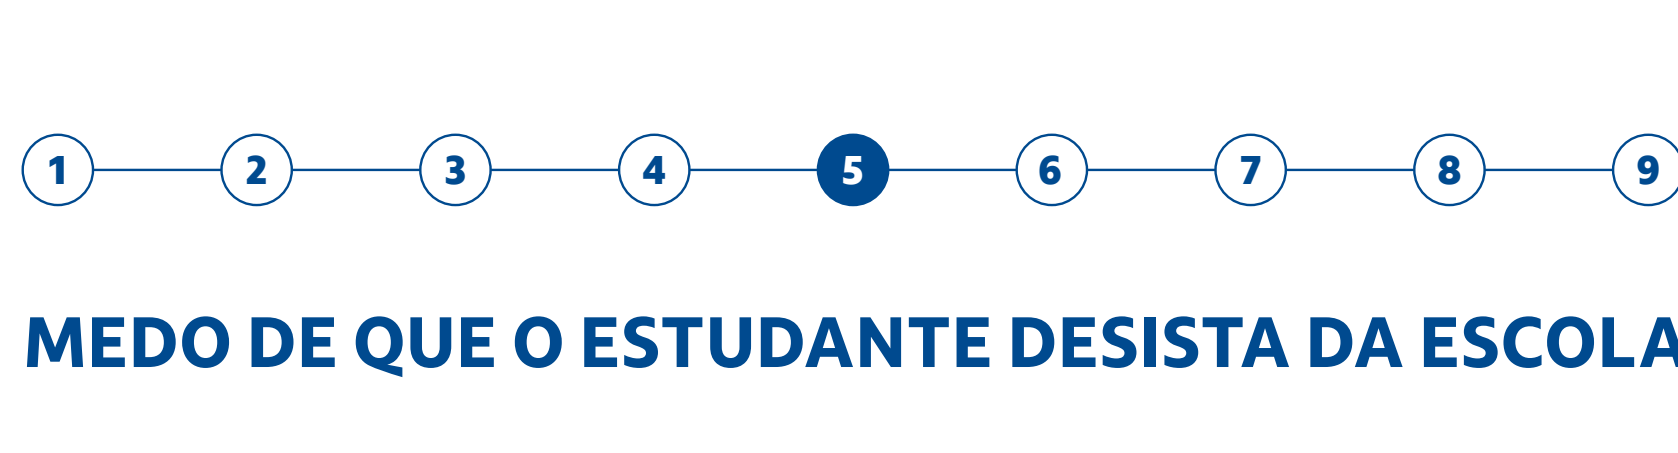 1 2 3 4 5 6 7 8 9
MEDO DE QUE O ESTUDANTE DESISTA DA ESCOLA